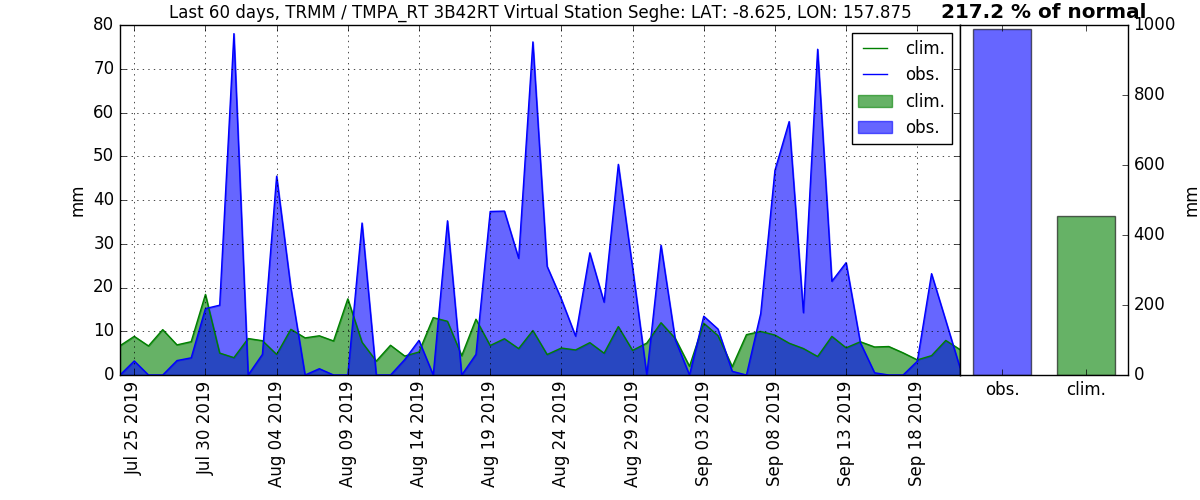 Last 60 days, TRMM / TMPA_RT 3B42RT Virtual Station Seghe: LAT: -8.625, LON: 157.875
217.2 % of normal
80
70
60
50
40
30
20
10
0
mm
clim.
obs.
clim.
obs.
1000
800
600
400
200
0
mm
obs.
clim.
Jul 25 2019
Jul 30 2019
Aug 04 2019
Aug 09 2019
Aug 14 2019
Aug 19 2019
Aug 24 2019
Aug 29 2019
Sep 03 2019
Sep 08 2019
Sep 13 2019
Sep 18 2019